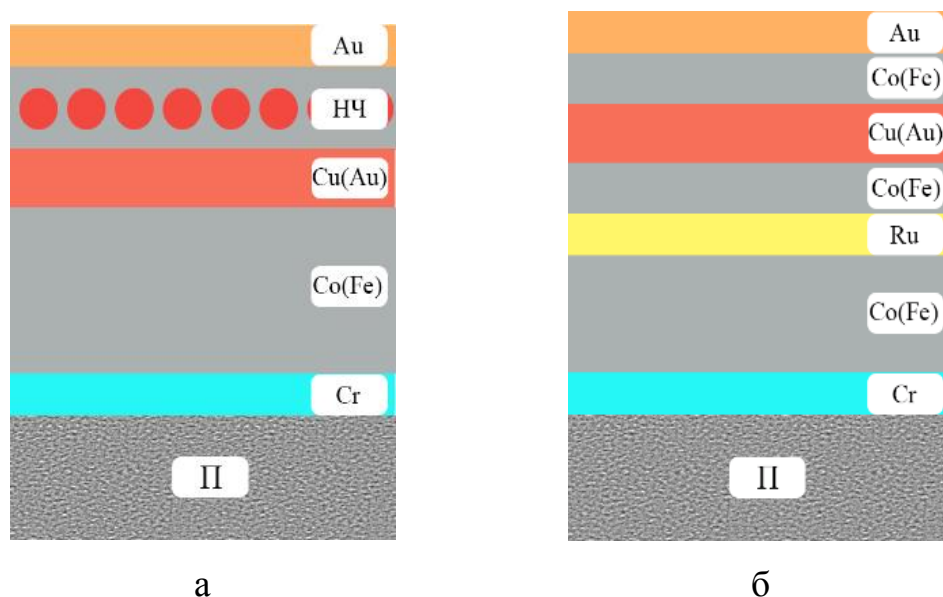 Au
НЧ
Cu(Au)
Co(Fe)
Cr
П
а
Au
Co(Fe)
Cu(Au)
Co(Fe)
Ru
Co(Fe)
Cr
П
б